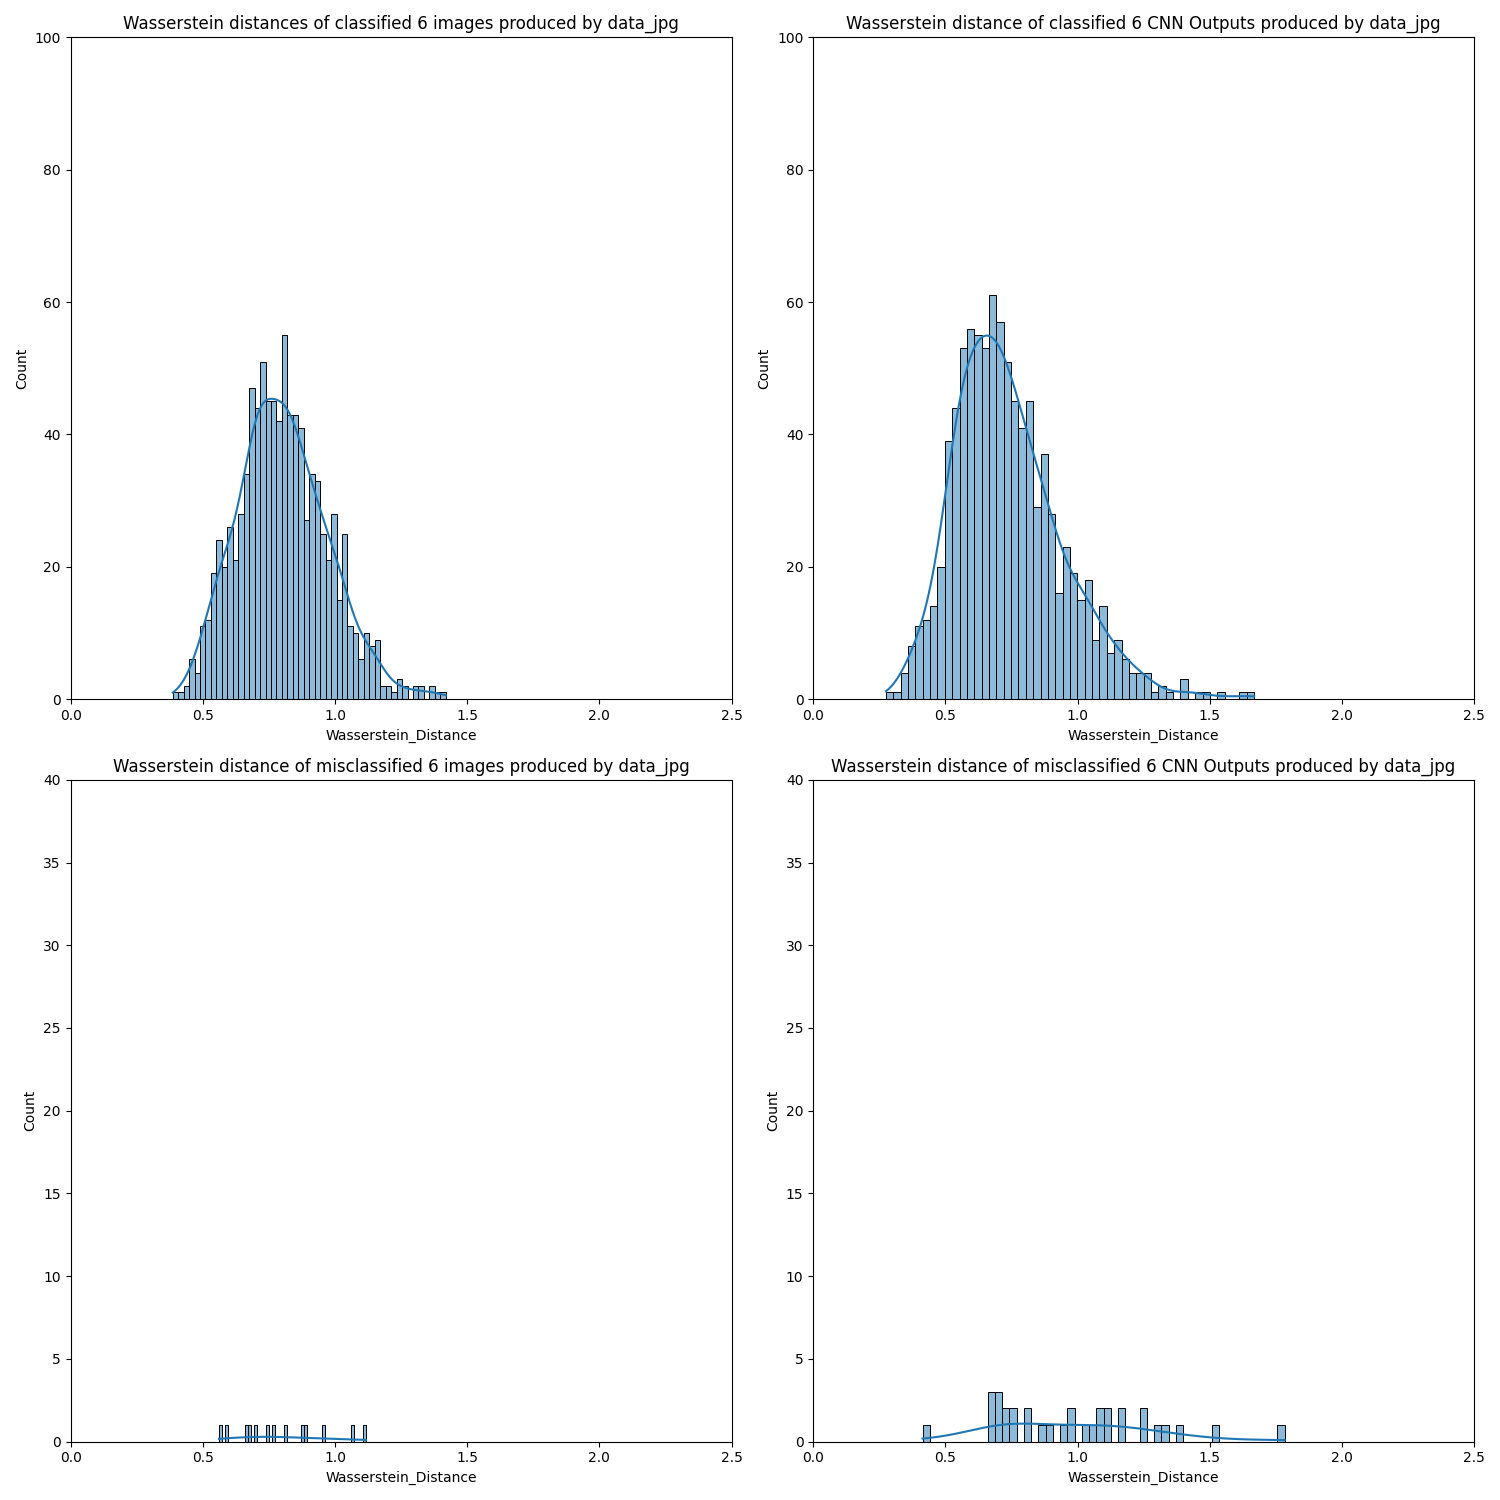 Wasserstein distances of classified 6 images produced by data_jpg
100
80
60
40
20
0
Count
0.0 0.5 1.0 1.5 2.0 2.5
Wasserstein_Distance
Wasserstein distance of classified 6 CNN Outputs produced by data_jpg
100
80
60
40
20
0
Count
0.0 0.5 1.0 1.5 2.0 2.5
Wasserstein_Distance
Wasserstein distance of misclassified 6 images produced by data_jpg
40
35
30
25
20
15
10
5
0
Count
0.0 0.5 1.0 1.5 2.0 2.5
Wasserstein_Distance
Wasserstein distance of misclassified 6 CNN Outputs produced by data_jpg
40
35
30
25
20
15
10
5
0
Count
0.0 0.5 1.0 1.5 2.0 2.5
Wasserstein_Distance